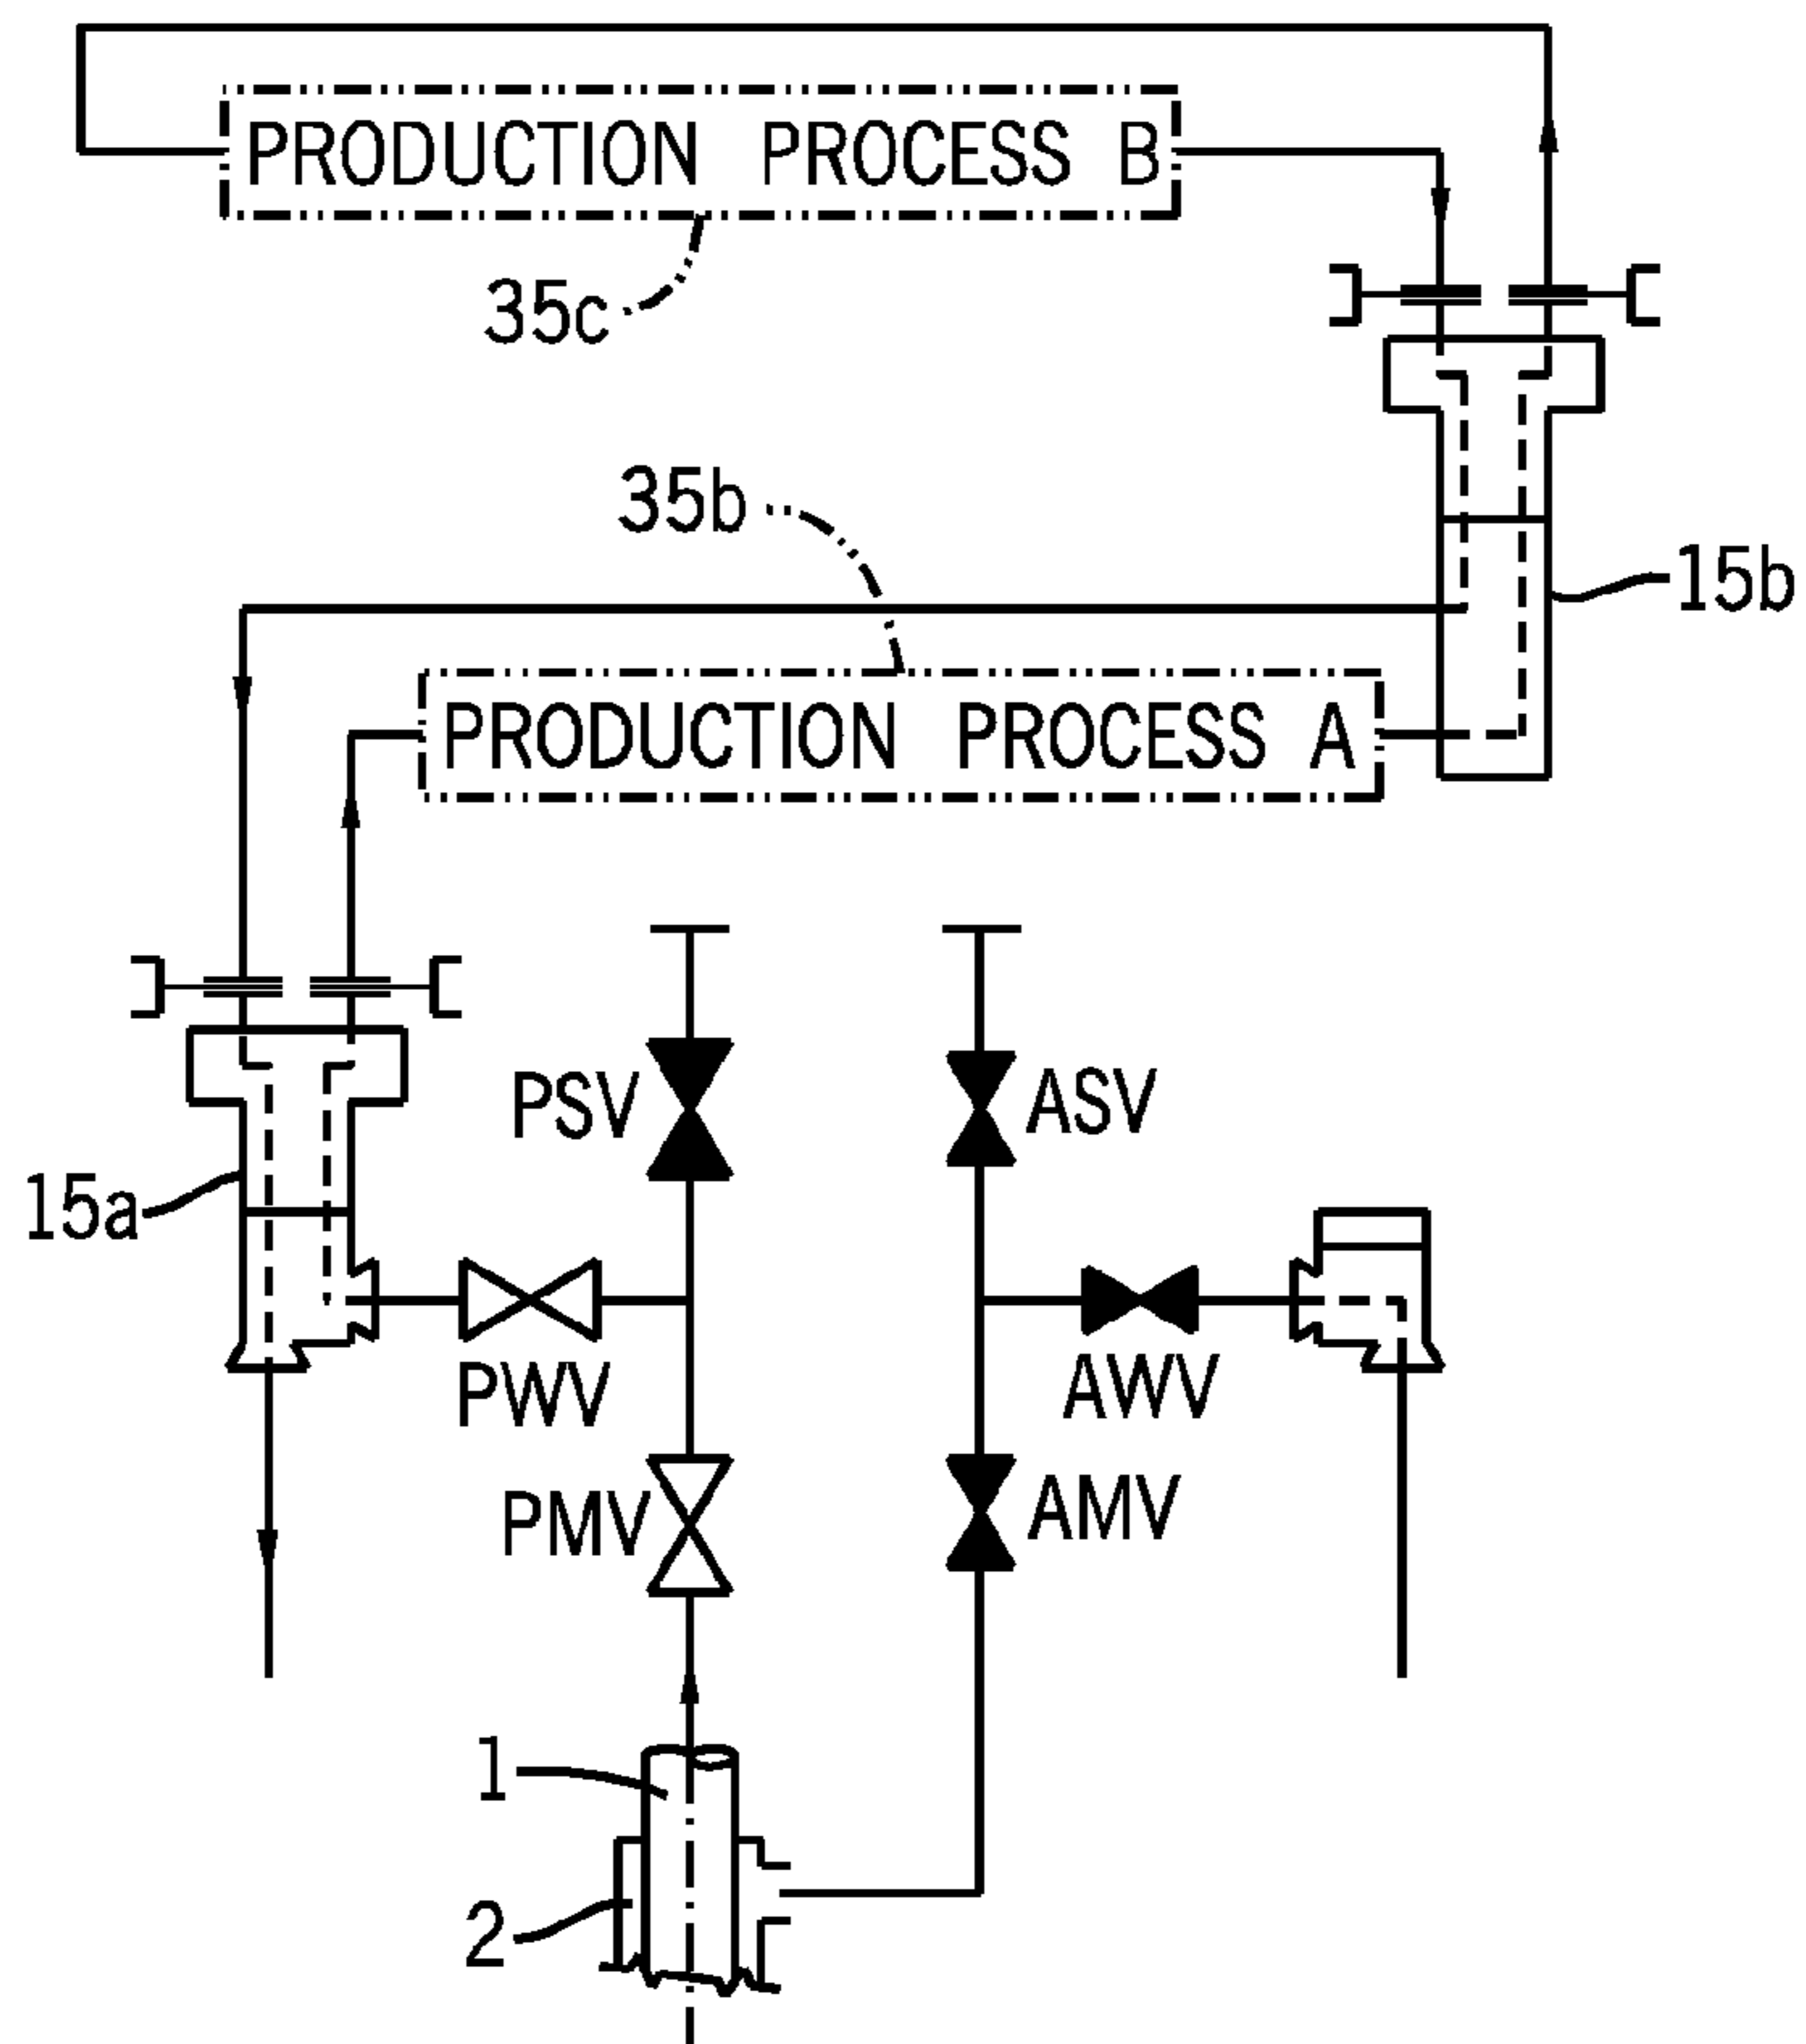 PRODUCTION PROCESS B
35c
35b
15b
PRODUCTION PROCESS A
PSV
ASV
15a
PWV
AWV
PMV
AMV
1
2